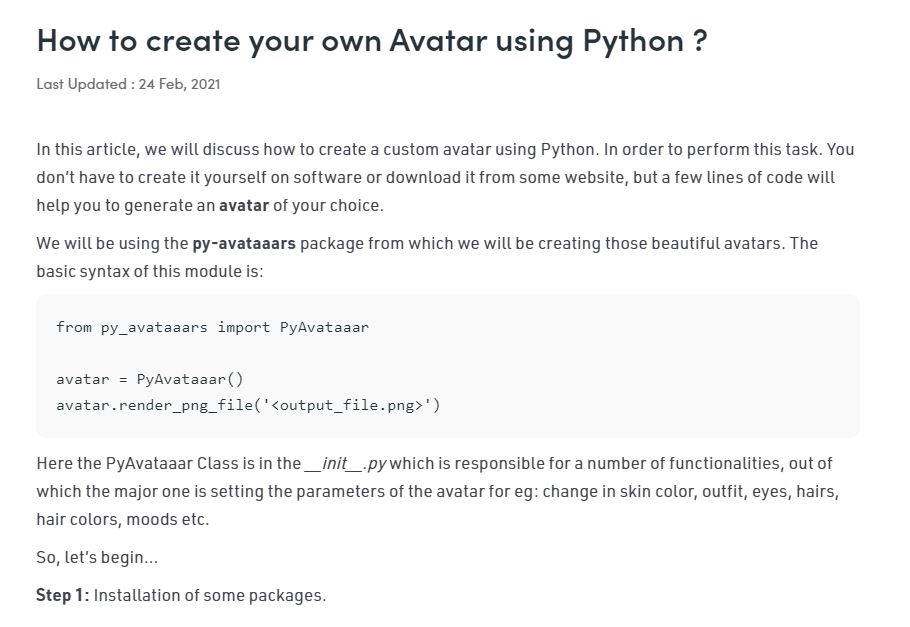 How to create your own Avatar using Python ?
Last Updated : 24 Feb, 2021
In this article, we will discuss how to create a custom avatar using Python. In order to perform this task. You
don't have to create it yourself on software or download it from some website, but a few lines of code will
help you to generate an avatar of your choice.
We will be using the py-avataaars package from which we will be creating those beautiful avatars. The
basic syntax of this module is:
from py_avataaars import PyAvataaar
avatar = PyAvataaar()
avatar.render_png_file('<output_file.png>')
Here the PyAvataaar Class is in the __init__.py which is responsible for a number of functionalities, out of
which the major one is setting the parameters of the avatar for eg: change in skin color, outfit, eyes, hairs,
hair colors, moods etc.
So, let's begin...
Step 1: Installation of some packages.